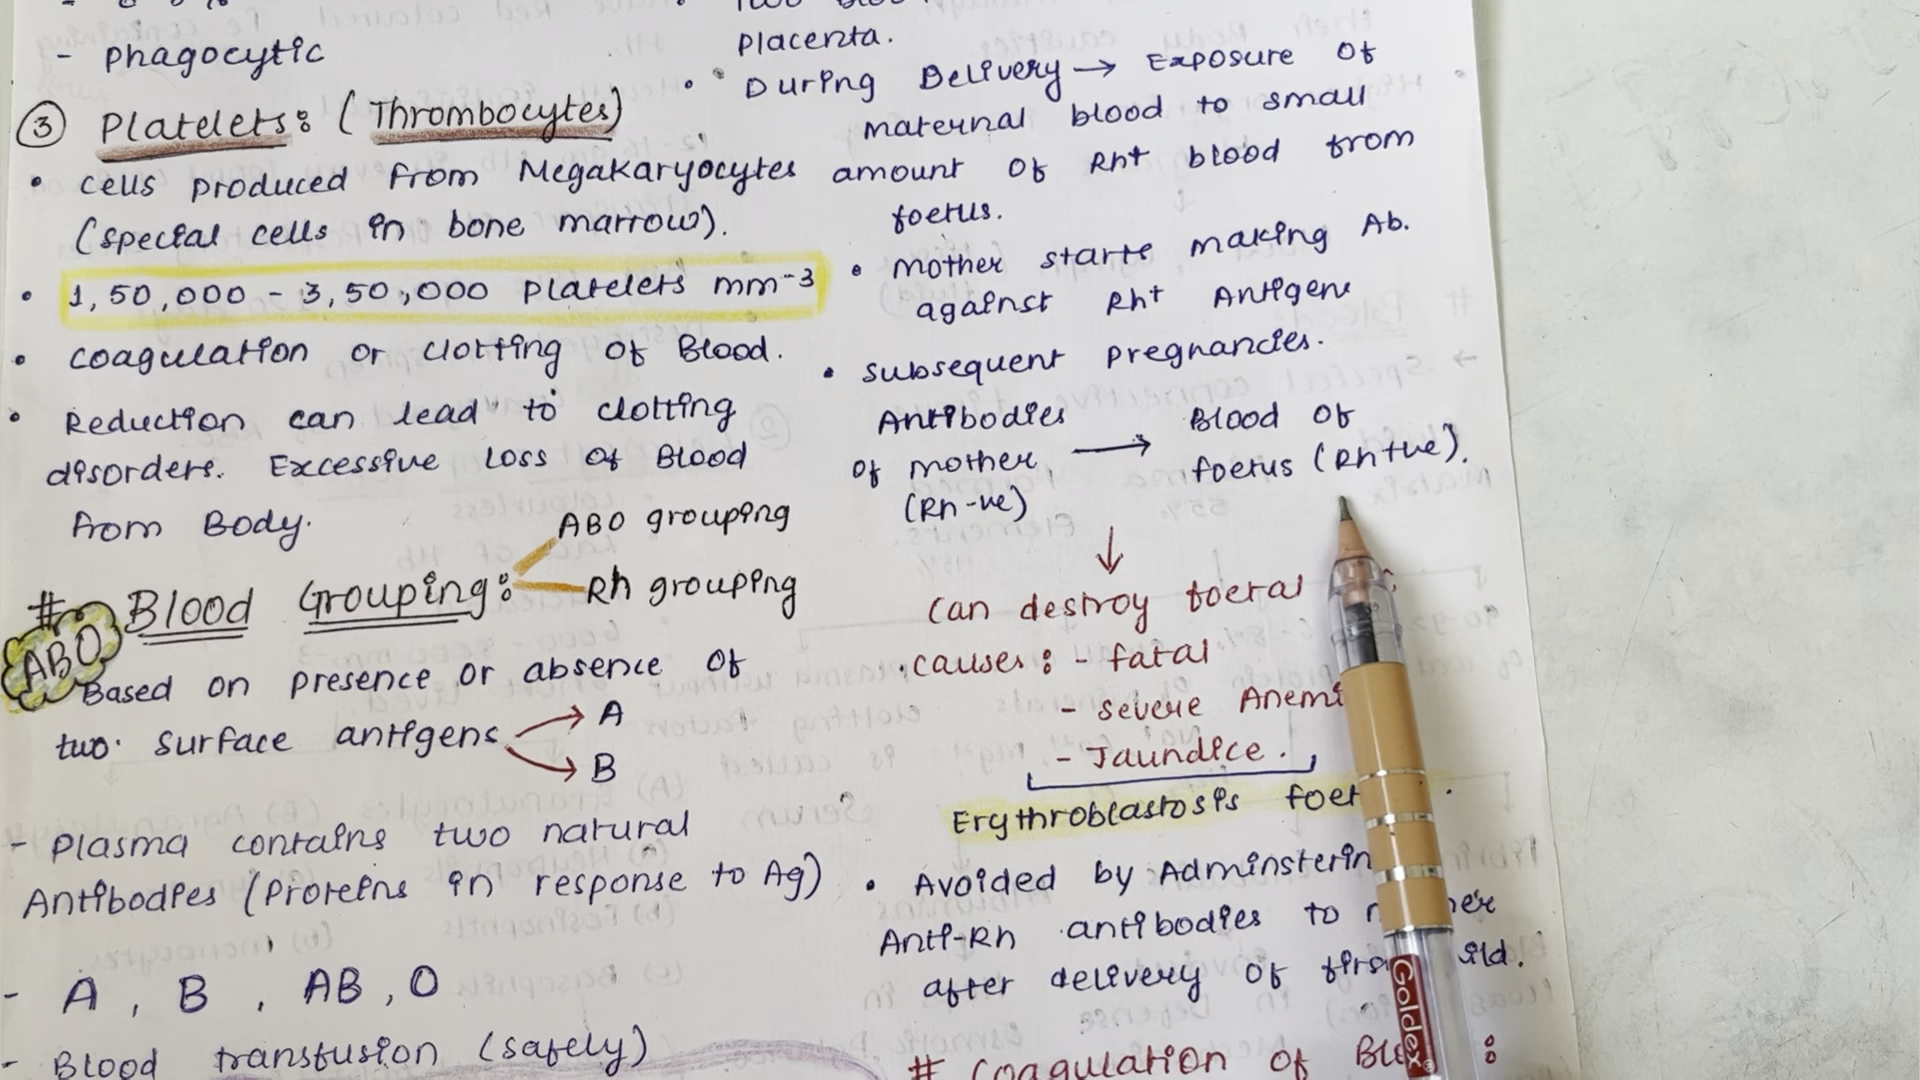 - Phagocytic
③ Platelets: (Thrombocytes)
• cells produced from Megakaryocytes
(special cells in bone marrow).
• 1,50,000 - 3,50,000 Platelets mm-3
• coagulation or clotting of Blood.
• Reduction can lead to clotting
disorders. Excessive Loss of Blood
from Body.
# Blood Grouping:
ABO grouping
Rh grouping
ABO
Based on presence or absence of
two surface antigens
A
B
- Plasma contains two natural
Antibodies (Proteins in response to Ag)
- A, B, AB, O
- Blood transfusion (safely)
Placenta.
• During Delivery → Exposure of
maternal blood to small
amount of Rh+ blood from
foetus.
• Mother starts making Ab.
against Rh+ Antigens
• subsequent pregnancies.
Antibodies
of mother
(Rh-ve)
→
Blood of
foetus (Rh+ve).
↓
can destroy foetal
causes: - fatal
- severe
- Jaundice.
Erythroblastosis
• Avoided by
Anti-Rh antibodies to
after delivery of
# Coagulation of :
Goldex